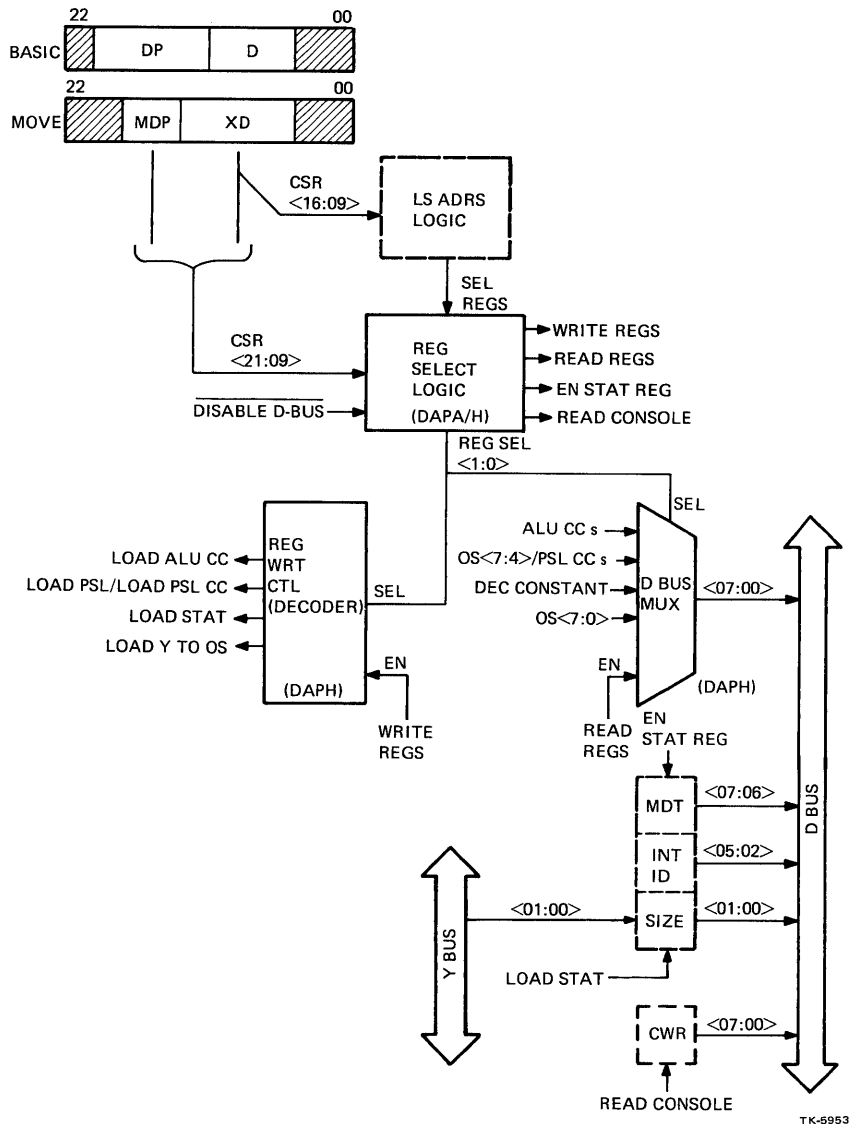 22 00
BASIC DP D
22 00
MOVE MDP XD
CSR
<16:09>
LS ADRS
LOGIC
SEL
REGS
CSR
<21:09>
DISABLE D-BUS
REG
SELECT
LOGIC
(DAPA/H)
WRITE REGS
READ REGS
EN STAT REG
READ CONSOLE
REG SEL
<1:0>
LOAD ALU CC
LOAD PSL/LOAD PSL CC
LOAD STAT
LOAD Y TO OS
REG
WRT
CTL
(DECODER)
(DAPH)
SEL
EN
WRITE
REGS
SEL
ALU CC s
OS<7:4>/PSL CC s
DEC CONSTANT
OS<7:0>
EN
READ
REGS
D BUS
MUX
<07:00>
(DAPH)
EN
STAT REG
MDT
<07:06>
INT
ID
<05:02>
SIZE
<01:00>
<01:00>
LOAD STAT
Y BUS
D BUS
CWR
<07:00>
READ CONSOLE
TK-5953